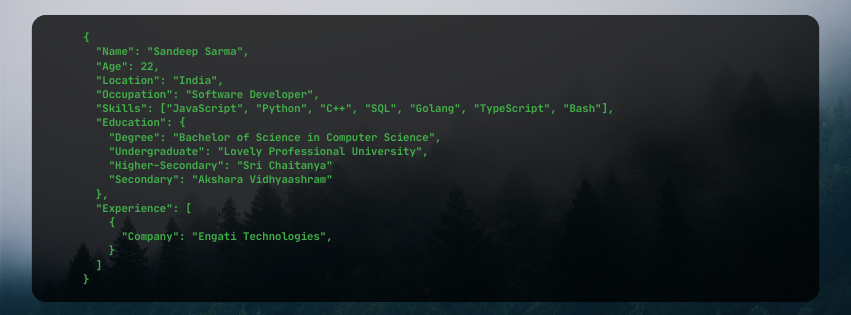 {
"Name": "Sandeep Sarma",
"Age": 22,
"Location": "India",
"Occupation": "Software Developer",
"Skills": ["JavaScript", "Python", "C++", "SQL", "Golang", "TypeScript", "Bash"],
"Education": {
"Degree": "Bachelor of Science in Computer Science",
"Undergraduate": "Lovely Professional University",
"Higher-Secondary": "Sri Chaitanya"
"Secondary": "Akshara Vidhyaashram"
},
"Experience": [
{
"Company": "Engati Technologies",
}
]
}